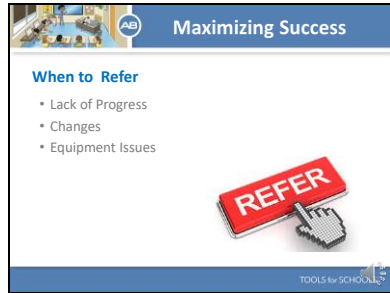 AB
Maximizing Success
When to Refer
• Lack of Progress
• Changes
• Equipment Issues
REFER
TOOLS for SCHOOLS